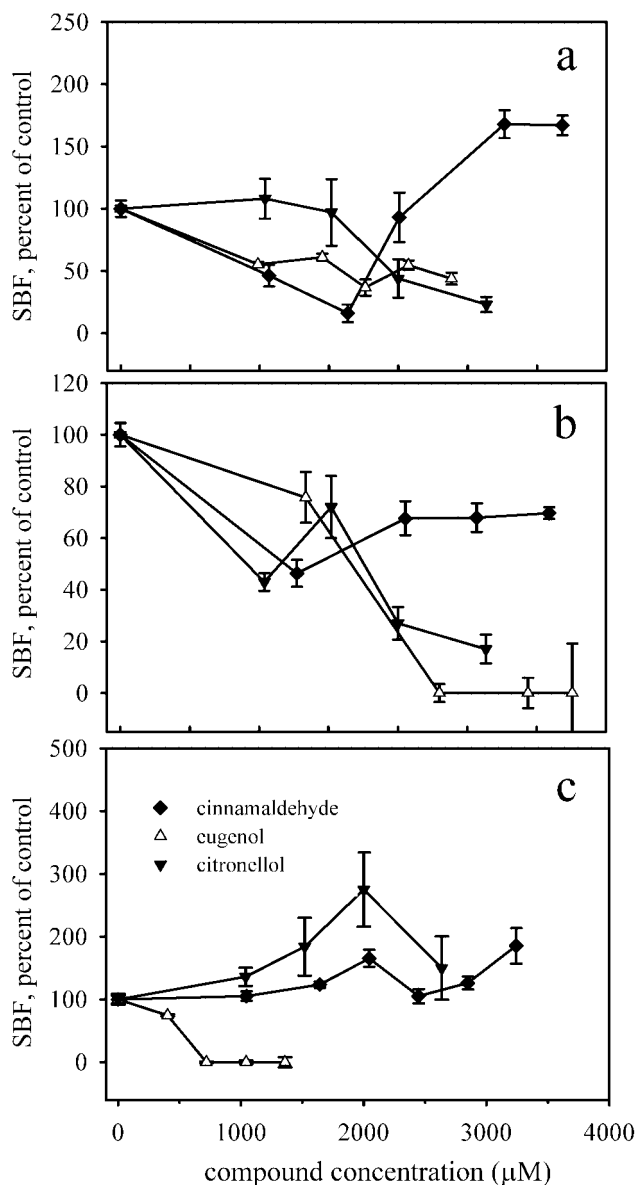 250
200
150
100
50
0
SBF, percent of control
a
120
100
80
60
40
20
0
SBF, percent of control
b
500
400
300
200
100
0
SBF, percent of control
c
cinnamaldehyde
eugenol
citronellol
0 1000 2000 3000 4000
compound concentration (μM)